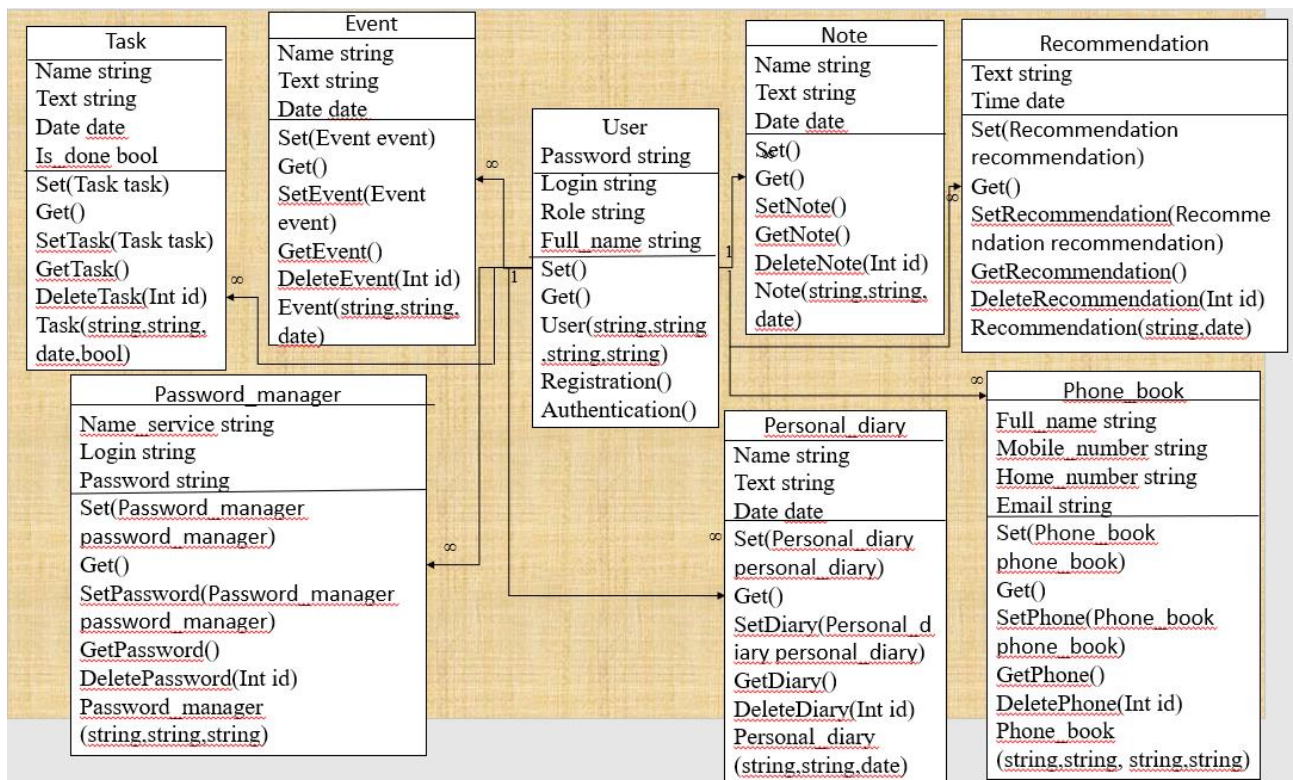 Task
Name string
Text string
Date date
Is_done bool
Set(Task task)
Get()
SetTask(Task task)
GetTask()
DeleteTask(Int id)
Task(string,string,
date,bool)
Event
Name string
Text string
Date date
Set(Event event)
Get()
SetEvent(Event
event)
GetEvent()
DeleteEvent(Int id)
Event(string,string,
date)
User
Password string
Login string
Role string
Full_name string
Set()
Get()
User(string,string
,string,string)
Registration()
Authentication()
Note
Name string
Text string
Date date
Set()
Get()
SetNote()
GetNote()
DeleteNote(Int id)
Note(string,string,
date)
Recommendation
Text string
Time date
Set(Recommendation
recommendation)
Get()
SetRecommendation(Recomme
ndation recommendation)
GetRecommendation()
DeleteRecommendation(Int id)
Recommendation(string,date)
∞
∞
∞
∞
1
1
Password_manager
Name_service string
Login string
Password string
Set(Password_manager
password_manager)
Get()
SetPassword(Password_manager
password_manager)
GetPassword()
DeletePassword(Int id)
Password_manager
(string,string,string)
∞
∞
∞
Personal_diary
Name string
Text string
Date date
Set(Personal_diary
personal_diary)
Get()
SetDiary(Personal_d
iary personal_diary)
GetDiary()
DeleteDiary(Int id)
Personal_diary
(string,string,date)
Phone_book
Full_name string
Mobile_number string
Home_number string
Email string
Set(Phone_book
phone_book)
Get()
SetPhone(Phone_book
phone_book)
GetPhone()
DeletePhone(Int id)
Phone_book
(string,string, string,string)